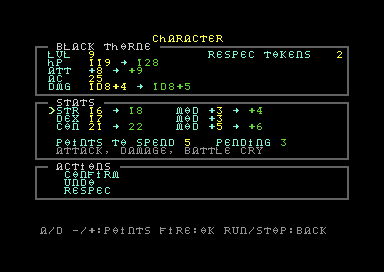 CHARACTER
BLACK THORNE
LVL 9 RESPEC TOKENS 2
HP 119 → 128
ATT +8 → +9
AC 25
DMG 1D8+4 → 1D8+5
STATS
>STR 16 → 18 MOD +3 → +4
DEX 17 MOD +3
CON 21 → 22 MOD +5 → +6
POINTS TO SPEND 5 PENDING 3
ATTACK, DAMAGE, BATTLE CRY
ACTIONS
CONFIRM
UNDO
RESPEC
A/D -/+:POINTS FIRE:OK RUN/STOP:BACK